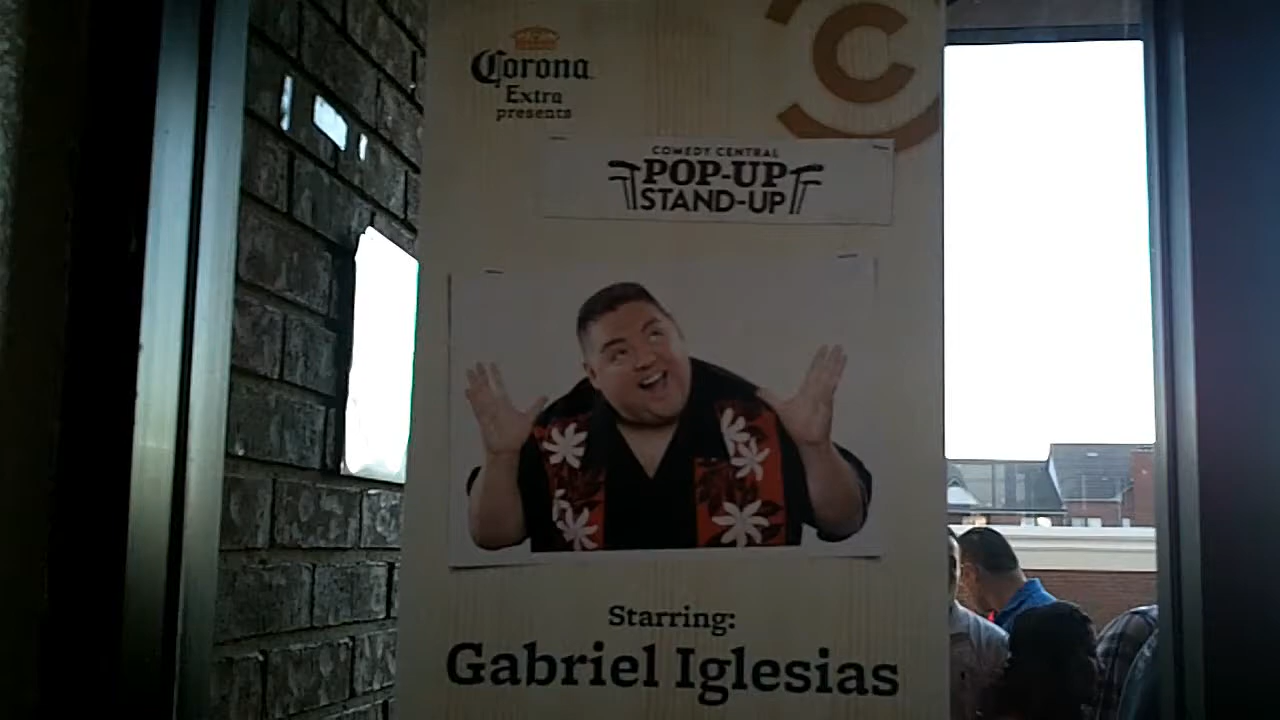 Corona
Extra
presents
COMEDY CENTRAL
POP-UP
STAND-UP
Starring:
Gabriel Iglesias